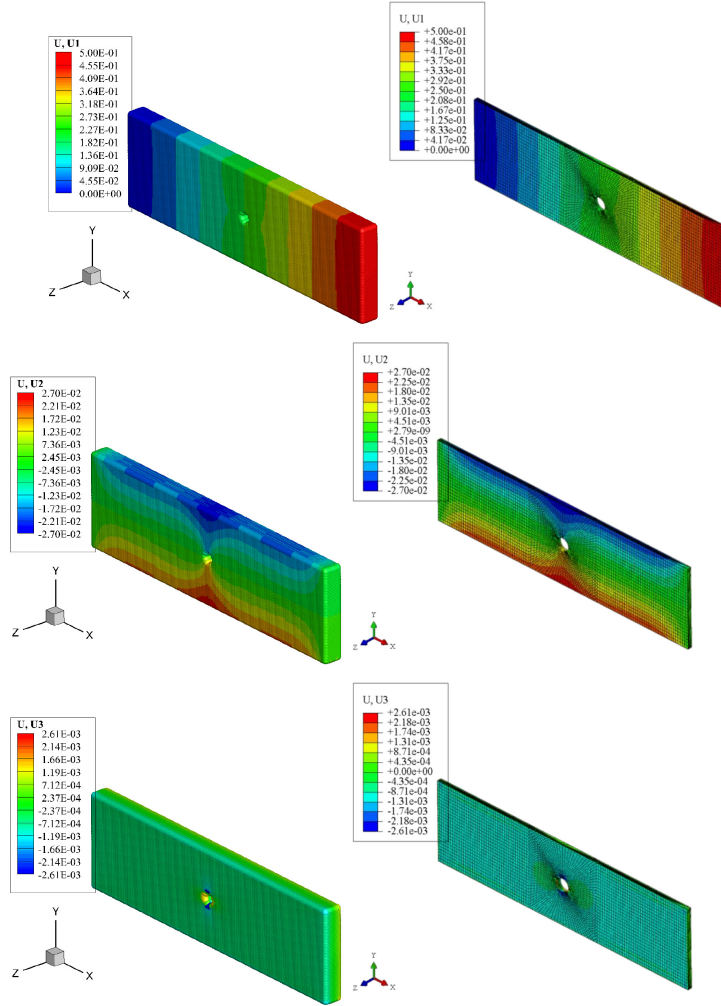 U, U1
5.00E-01
4.55E-01
4.09E-01
3.64E-01
3.18E-01
2.73E-01
2.27E-01
1.82E-01
1.36E-01
9.09E-02
4.55E-02
0.00E+00
Y
Z
X
U, U1
+5.00e-01
+4.58e-01
+4.17e-01
+3.75e-01
+3.33e-01
+2.92e-01
+2.50e-01
+2.08e-01
+1.67e-01
+1.25e-01
+8.33e-02
+4.17e-02
+0.00e+00
Y
Z
X
U, U2
2.70E-02
2.21E-02
1.72E-02
1.23E-02
7.36E-03
2.45E-03
-2.45E-03
-7.36E-03
-1.23E-02
-1.72E-02
-2.21E-02
-2.70E-02
Y
Z
X
U, U2
+2.70e-02
+2.25e-02
+1.80e-02
+1.35e-02
+9.01e-03
+4.51e-03
+2.79e-09
-4.51e-03
-9.01e-03
-1.35e-02
-1.80e-02
-2.25e-02
-2.70e-02
Y
Z
X
U, U3
2.61E-03
2.14E-03
1.66E-03
1.19E-03
7.12E-04
2.37E-04
-2.37E-04
-7.12E-04
-1.19E-03
-1.66E-03
-2.14E-03
-2.61E-03
Y
Z
X
U, U3
+2.61e-03
+2.18e-03
+1.74e-03
+1.31e-03
+8.71e-04
+4.35e-04
+0.00e+00
-4.35e-04
-8.71e-04
-1.31e-03
-1.74e-03
-2.18e-03
-2.61e-03
Y
Z
X